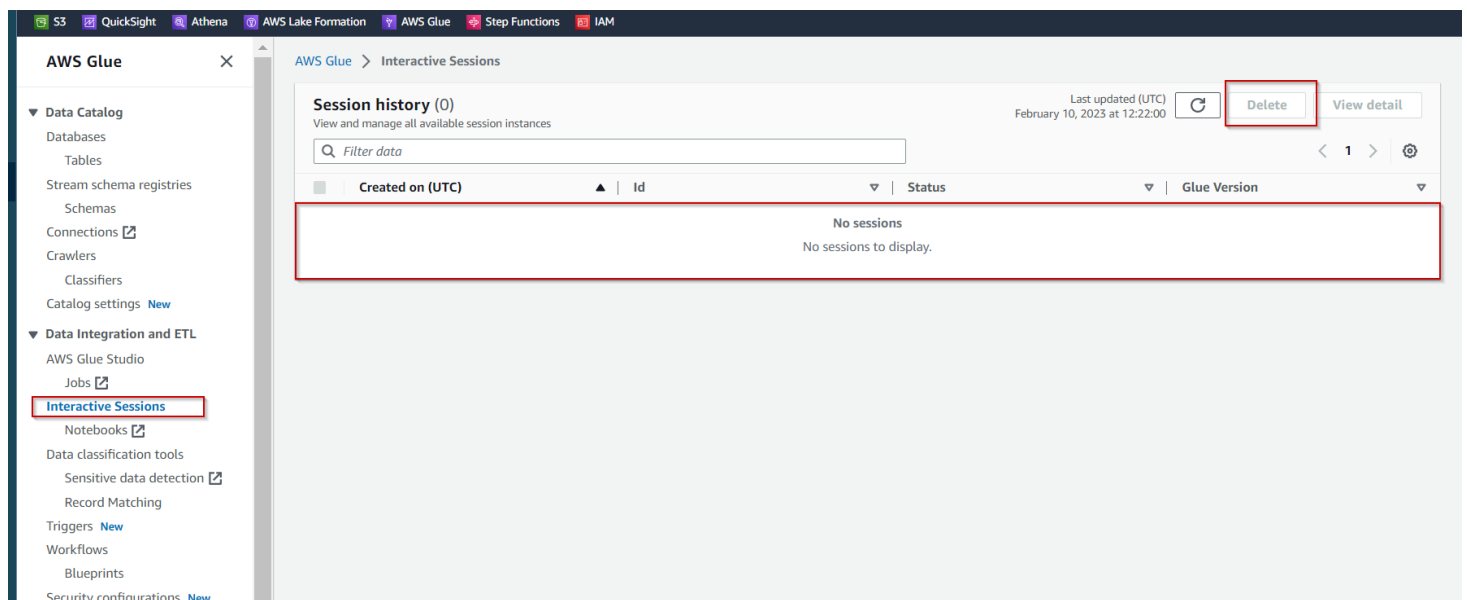 S3 QuickSight Athena AWS Lake Formation AWS Glue Step Functions IAM
AWS Glue
Data Catalog
Databases
Tables
Stream schema registries
Schemas
Connections
Crawlers
Classifiers
Catalog settings New
Data Integration and ETL
AWS Glue Studio
Jobs
Interactive Sessions
Notebooks
Data classification tools
Sensitive data detection
Record Matching
Triggers New
Workflows
Blueprints
Security configurations New
AWS Glue > Interactive Sessions
Session history (0)
View and manage all available session instances
Last updated (UTC)
February 10, 2023 at 12:22:00
Delete View detail
Filter data
1
Created on (UTC) Id Status Glue Version
No sessions
No sessions to display.